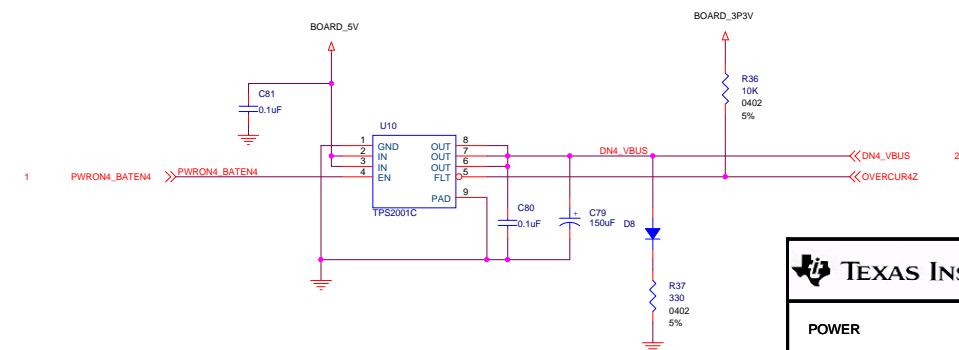 BOARD_3P3V
BOARD_5V
R36
10K
0402
5%
C81
0.1uF
U10
1 GND OUT 8
2 IN OUT 7
3 IN OUT 6
4 EN FLT 5
PAD 9
TPS2001C
1 PWRON4_BATEN4 PWRON4_BATEN4
DN4_VBUS
DN4_VBUS 2
OVERCUR4Z
C80
0.1uF
+
C79
150uF
D8
R37
330
0402
5%
TEXAS INS
POWER